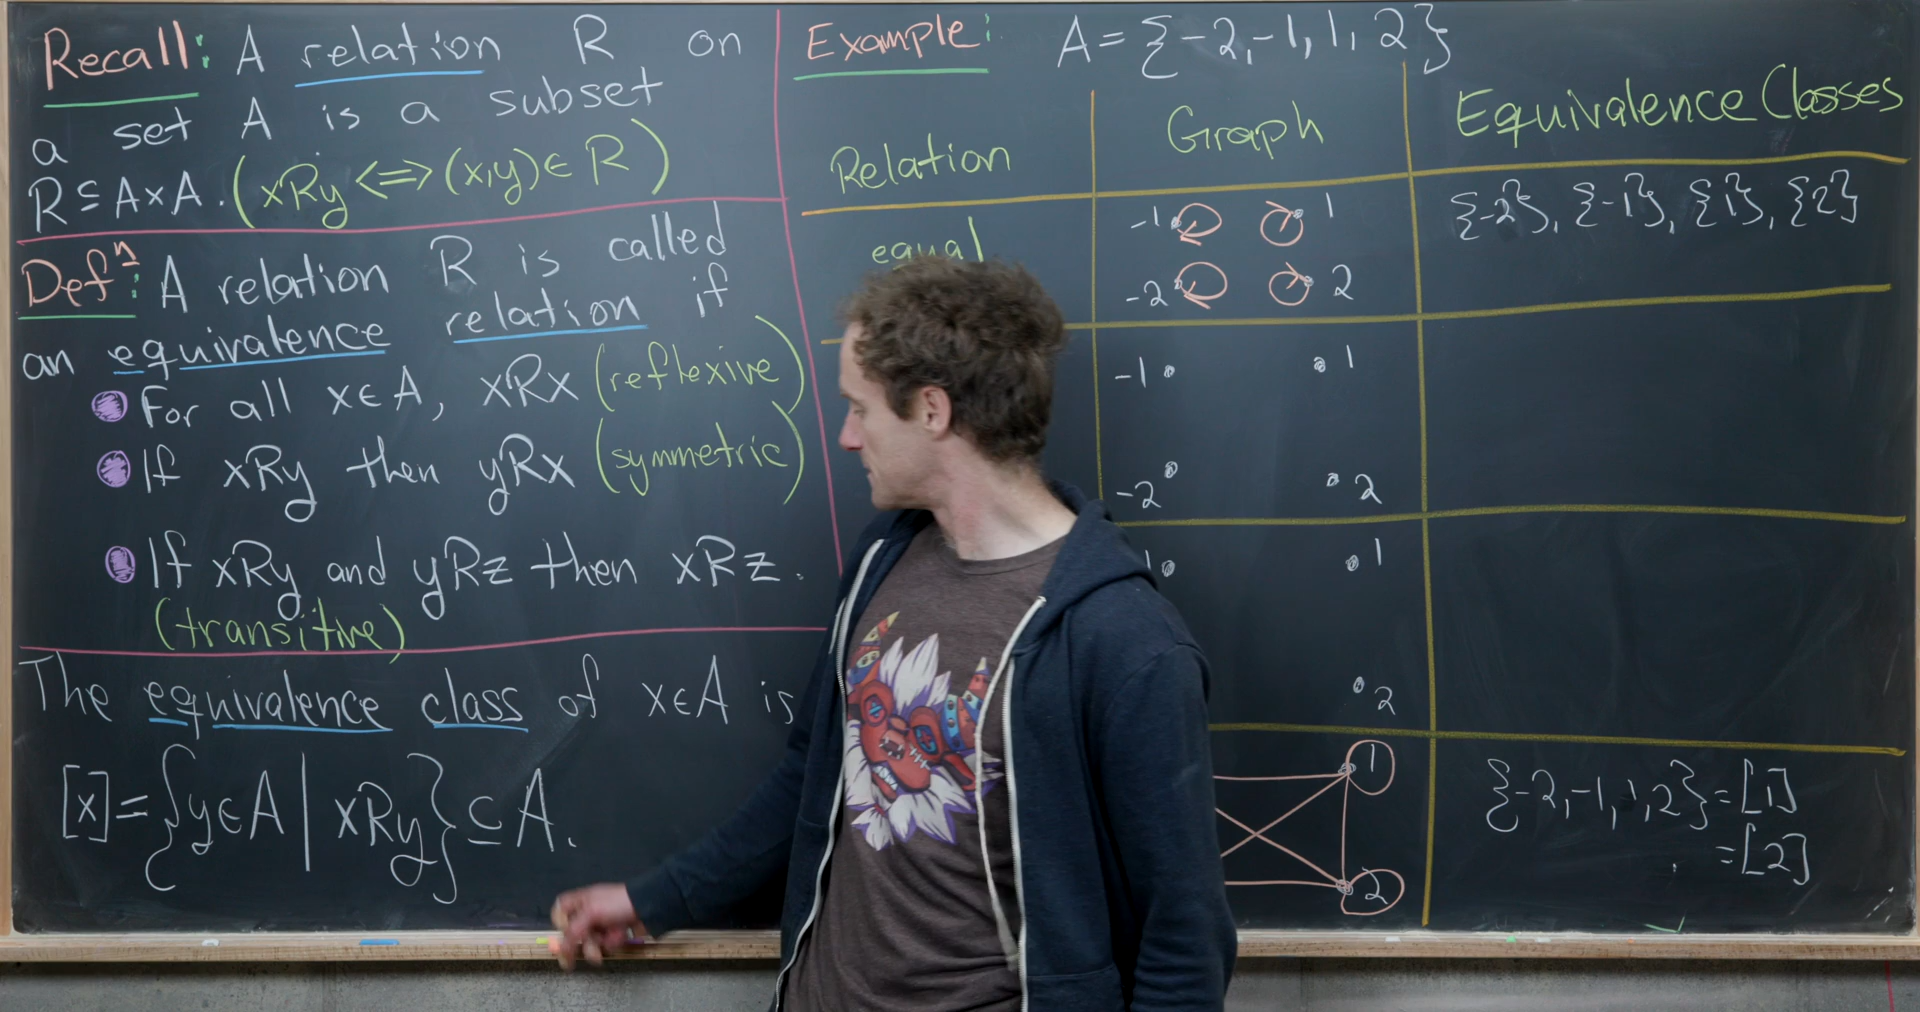 Recall: A relation R on
a set A is a subset
R ⊆ A×A. (xRy ⟺ (x,y) ∈ R)
Defⁿ: A relation R is called
an equivalence relation if
For all x∈A, xRx (reflexive)
If xRy then yRx (symmetric)
If xRy and yRz then xRz.
(transitive)
The equivalence class of x∈A is
[x]={y∈A | xRy} ⊆ A.
Example: A={-2,-1,1,2}
Relation Graph Equivalence Classes
equal
-1 1
-2 2
{-2}, {-1}, {1}, {2}
-1 1
-2 2
1
2
1
2
{-2,-1,1,2}=[1]
=[2]